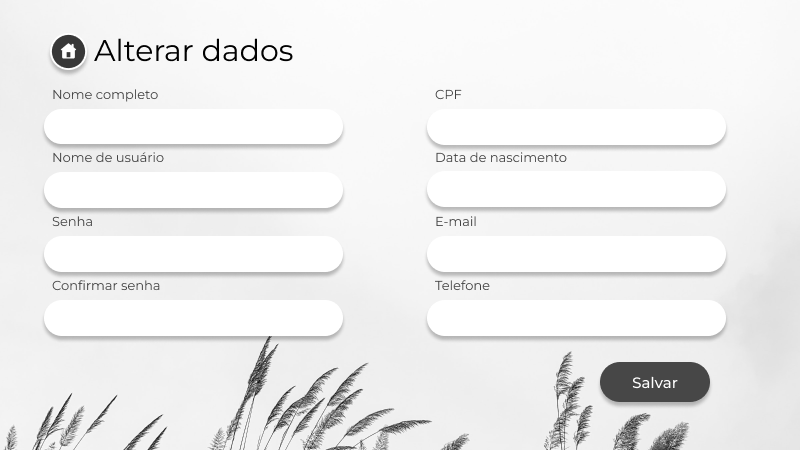 Alterar dados
Nome completo
CPF
Nome de usuário
Data de nascimento
Senha
E-mail
Confirmar senha
Telefone
Salvar